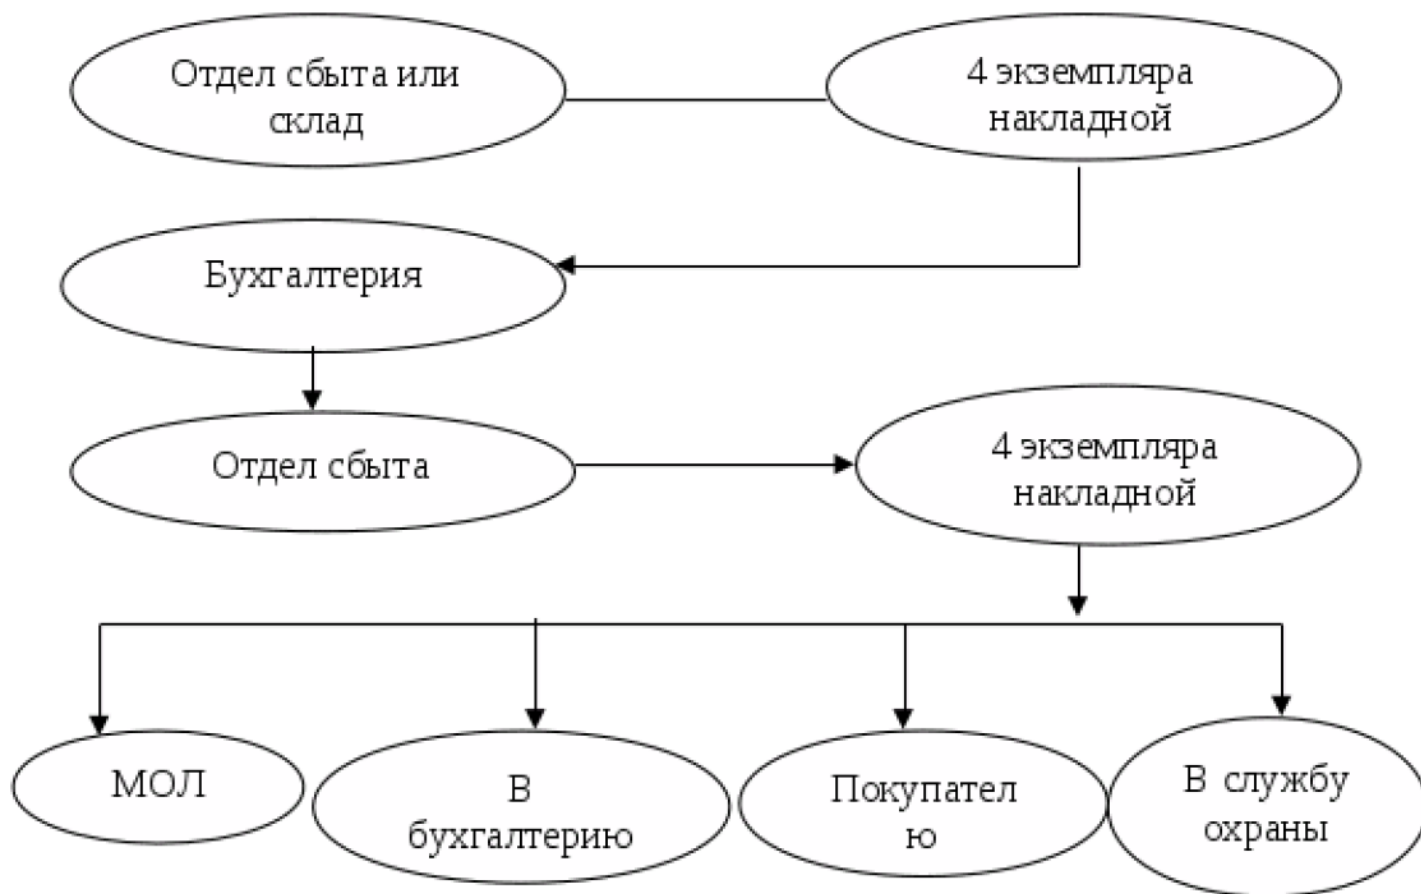 Отдел сбыта или
склад
4 экземпляра
накладной
Бухгалтерия
Отдел сбыта
4 экземпляра
накладной
МОЛ
В
бухгалтерию
Покупател
ю
В службу
охраны